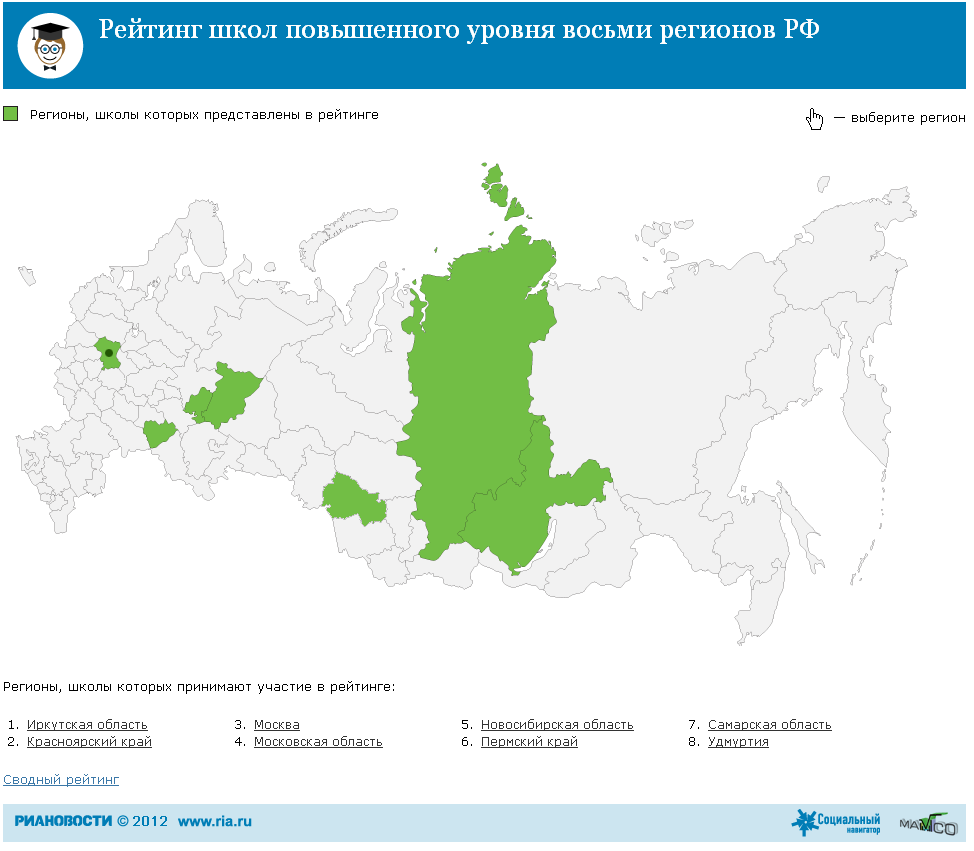 Рейтинг школ повышенного уровня восьми регионов РФ
Регионы, школы которых представлены в рейтинге
— выберите регион
Регионы, школы которых принимают участие в рейтинге:
1. Иркутская область 3. Москва 5. Новосибирская область 7. Самарская область
2. Красноярский край 4. Московская область 6. Пермский край 8. Удмуртия
Сводный рейтинг
РИАНОВОСТИ © 2012 www.ria.ru
Социальный
навигатор
МАМСО